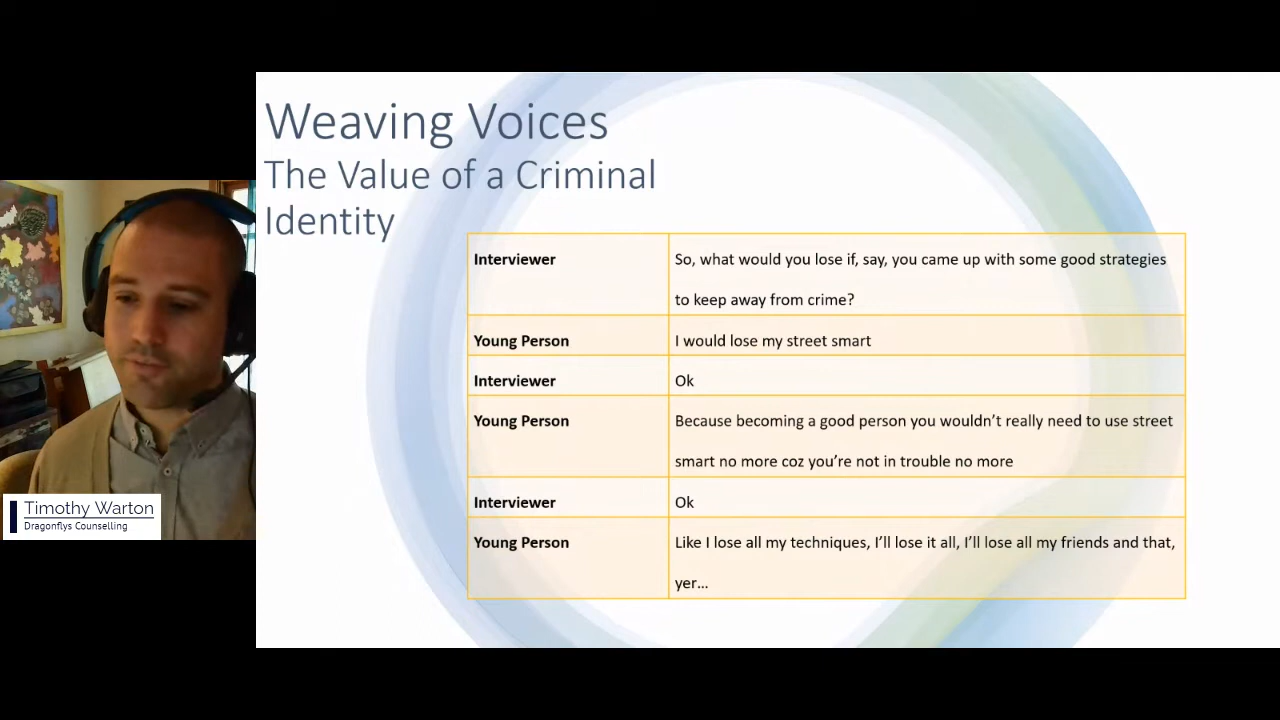 Weaving Voices
The Value of a Criminal
Identity
Interviewer
So, what would you lose if, say, you came up with some good strategies
to keep away from crime?
Young Person
I would lose my street smart
Interviewer
Ok
Young Person
Because becoming a good person you wouldn’t really need to use street
smart no more coz you’re not in trouble no more
Interviewer
Ok
Young Person
Like I lose all my techniques, I’ll lose it all, I’ll lose all my friends and that,
yer…
Timothy Warton
Dragonflys Counselling